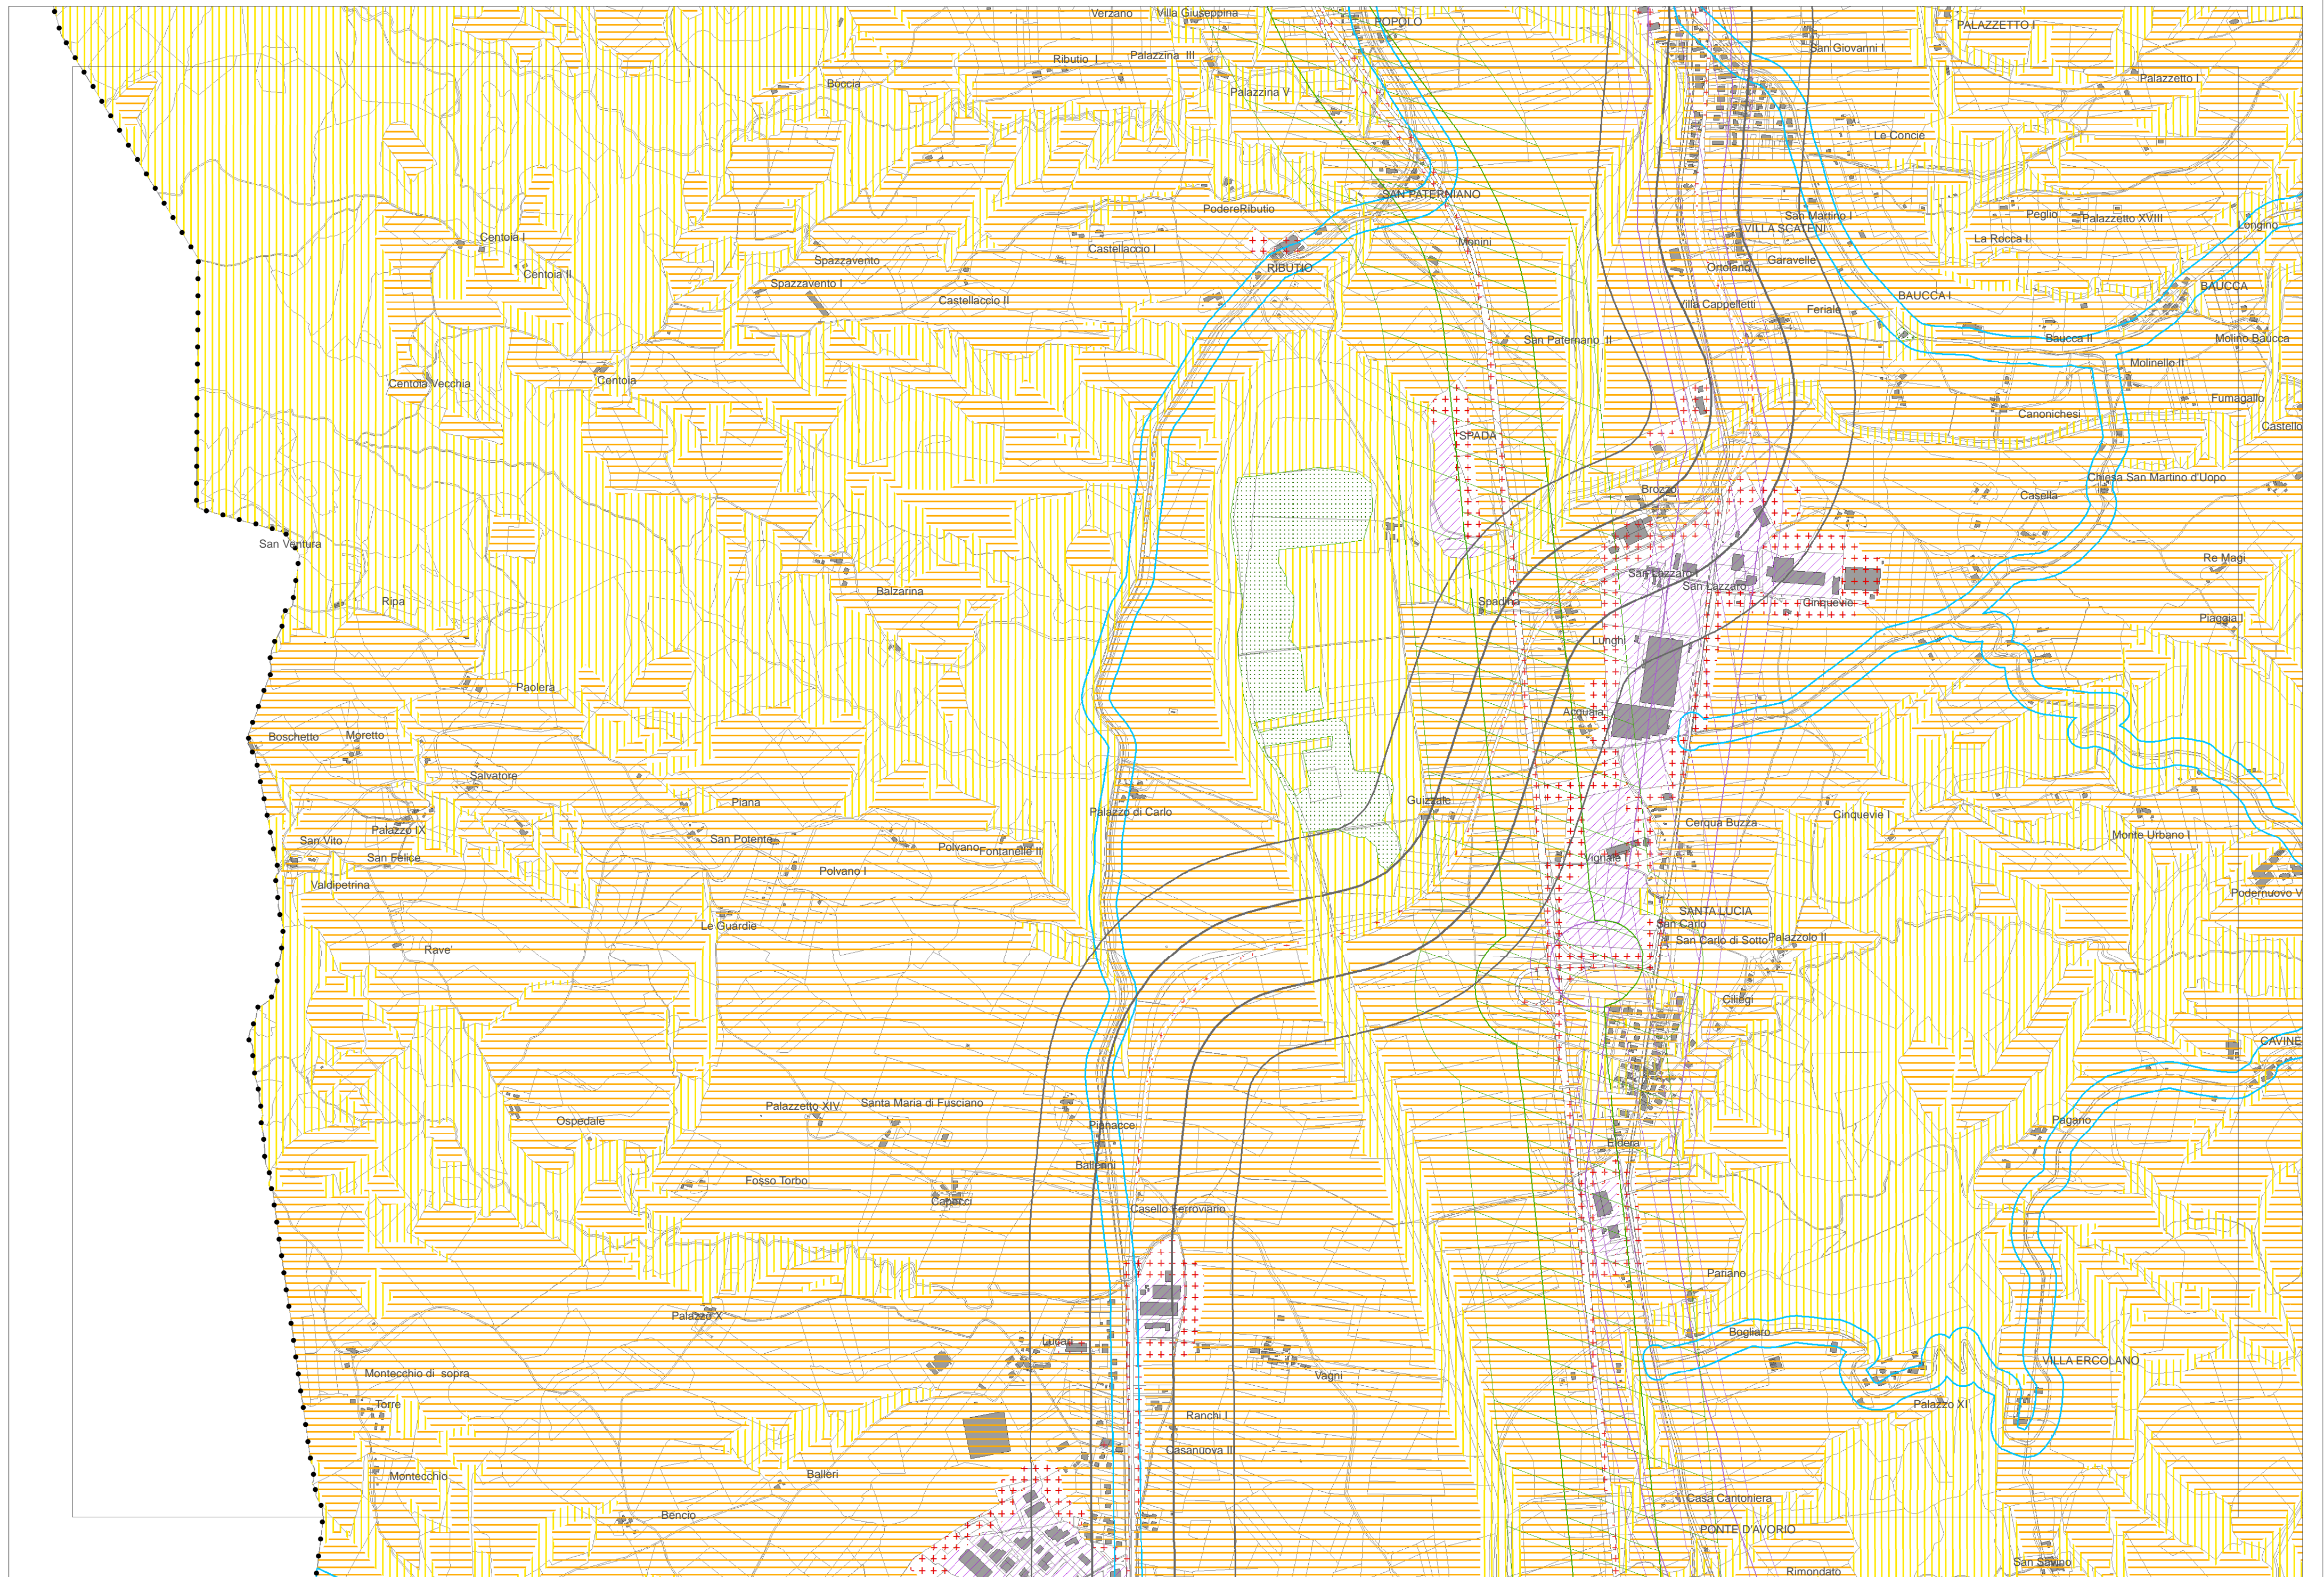 Verzano
Villa Giuseppina
POPOLO
PALAZZETTO I
San Giovanni I
Palazzina III
Ributio I
Palazzetto I
Boccia
Palazzina V
Le Concie
SAN PATERNIANO
PodereRibutio
San Martino I
Peglio
Palazzetto XVIII
Longino
VILLA SCATENI
Centoia I
La Rocca I
Monini
Castellaccio I
Garavelle
Spazzavento
Ortolano
RIBUTIO
Centoia II
Spazzavento I
BAUCCA
BAUCCA I
Castellaccio II
Villa Cappelletti
Feriale
San Paternano II
Baucca II
Molino Baucca
Molinello II
Centoia
Centoia Vecchia
Fumagallo
Canonichesi
Castello
SPADA
Chiesa San Martino d'Uopo
Brozzo
Casella
San Ventura
Re Magi
San Lazzaro I
San Lazzaro
Balzarina
Ripa
Spadina
Cinquevie
Piaggia I
Lunghi
Paolera
Acquaia
Boschetto
Moretto
Salvatore
Piana
Guizzale
Palazzo di Carlo
Cinquevie I
Cerqua Buzza
Palazzo IX
Monte Urbano I
San Vito
San Potente
Polvano
Fontanelle II
San Felice
Vignale I
Polvano I
Valdipetrina
Podernuovo V
SANTA LUCIA
Le Guardie
San Carlo
San Carlo di Sotto
Palazzolo II
Rave'
Ciliegi
CAVINE
Palazzetto XIV
Santa Maria di Fusciano
Ospedale
Pagano
Pianacce
Eldera
Ballerini
Fosso Torbo
Capacci
Casello Ferroviario
Pariano
Palazzo X
Bogliaro
Lucari
VILLA ERCOLANO
Montecchio di sopra
Vagni
Torre
Palazzo XI
Ranchi I
Casanuova III
Montecchio
Balleri
Casa Cantoniera
Bencio
PONTE D'AVORIO
San Savino
Rimondato